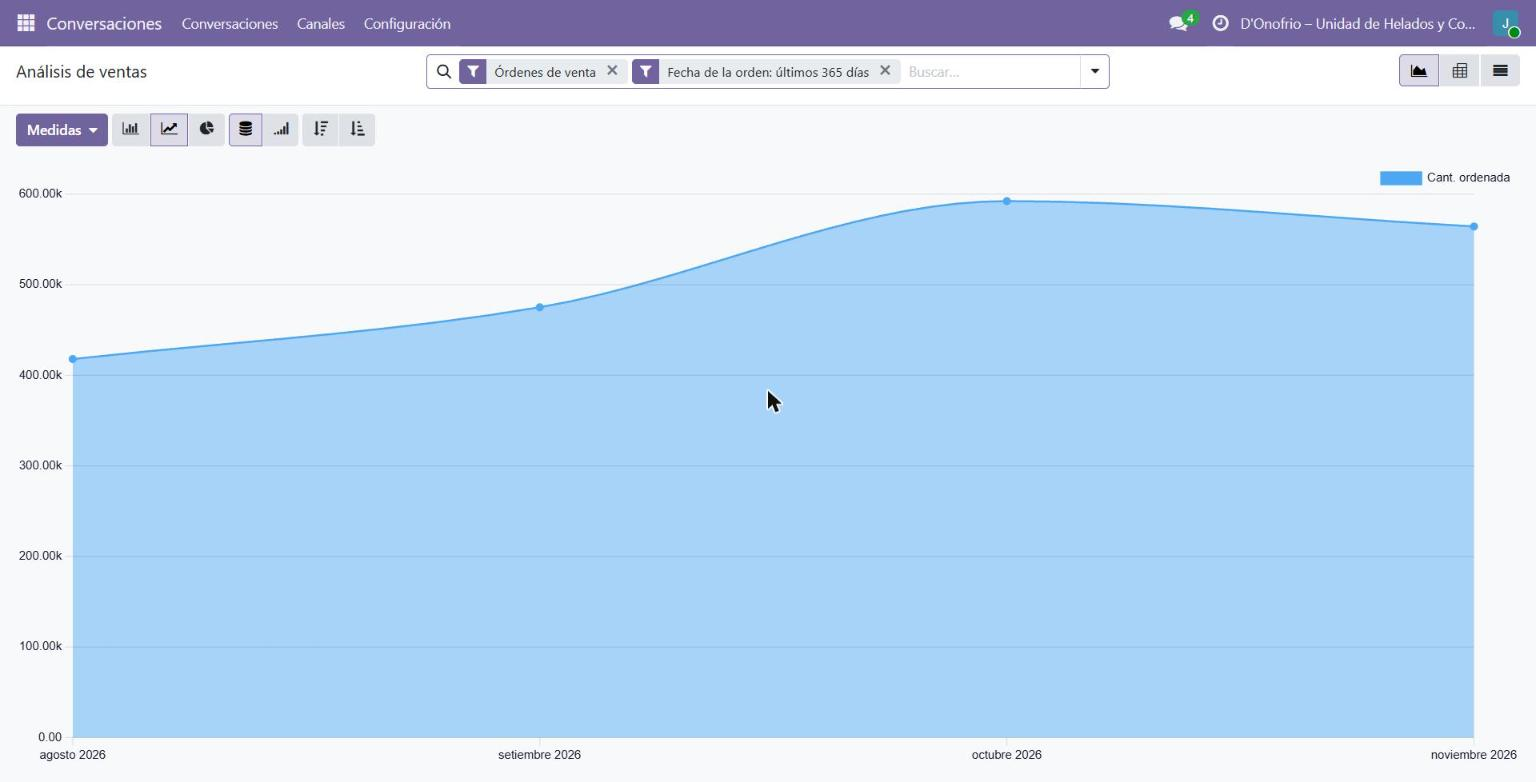 Conversaciones Conversaciones Canales Configuración 4 D'Onofrio – Unidad de Helados y Co... J
Análisis de ventas Órdenes de venta Fecha de la orden: últimos 365 días Buscar...
Medidas
Cant. ordenada
600.00k
500.00k
400.00k
300.00k
200.00k
100.00k
0.00
agosto 2026 setiembre 2026 octubre 2026 noviembre 2026